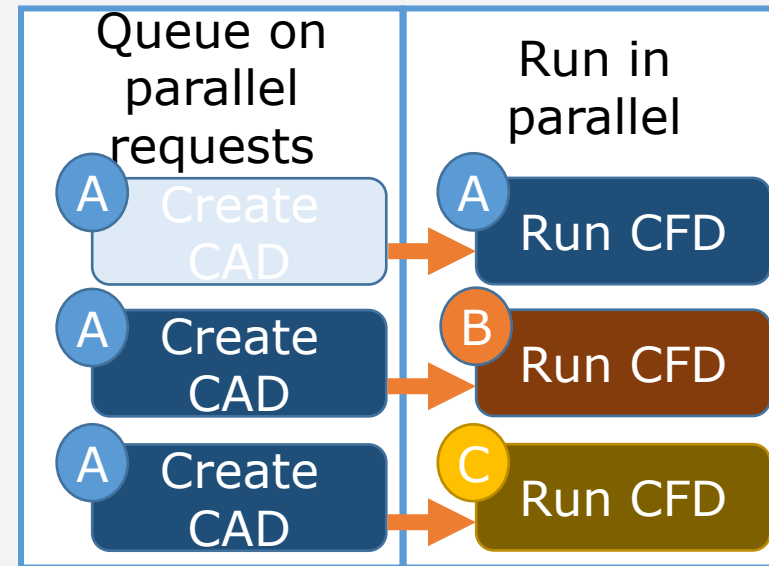 Queue on
parallel
requests
Run in
parallel
A
Create
CAD
A
Run CFD
A
Create
CAD
B
Run CFD
A
Create
CAD
C
Run CFD